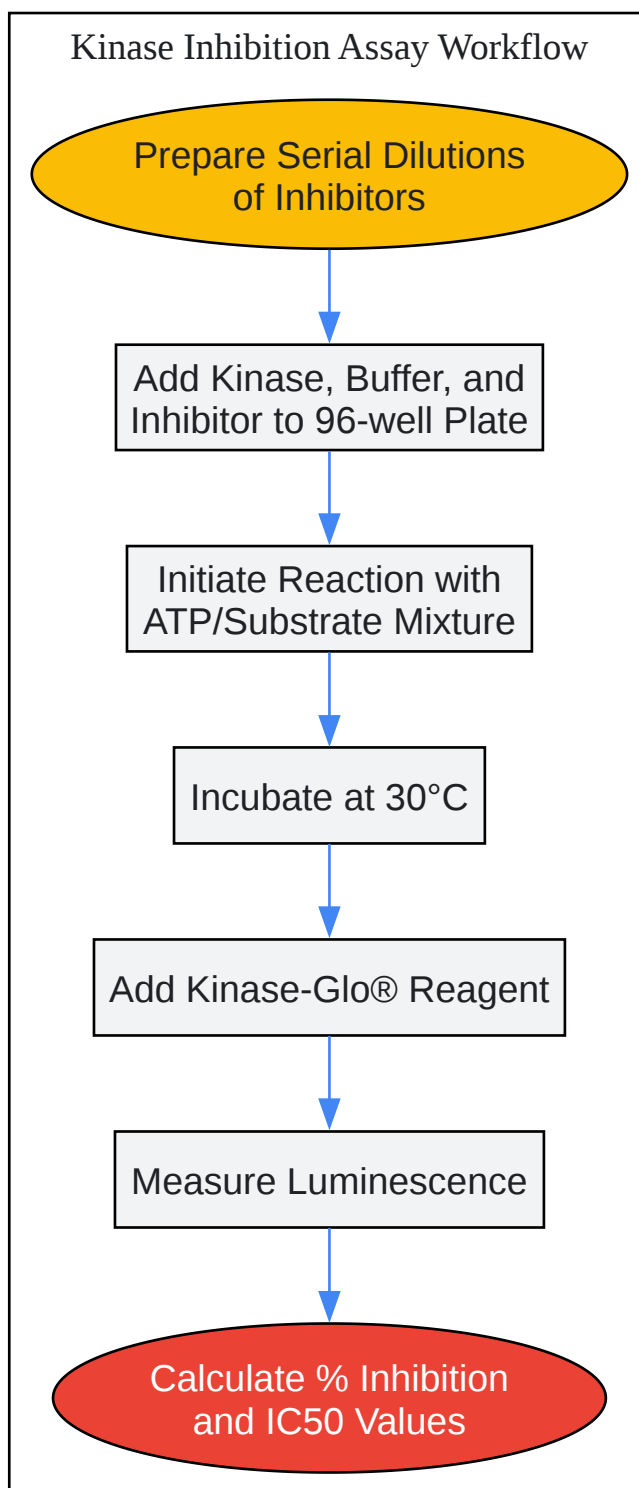 Kinase Inhibition Assay Workflow
Prepare Serial Dilutions
of Inhibitors
Add Kinase, Buffer, and
Inhibitor to 96-well Plate
Initiate Reaction with
ATP/Substrate Mixture
Incubate at 30°C
Add Kinase-Glo® Reagent
Measure Luminescence
Calculate % Inhibition
and IC50 Values